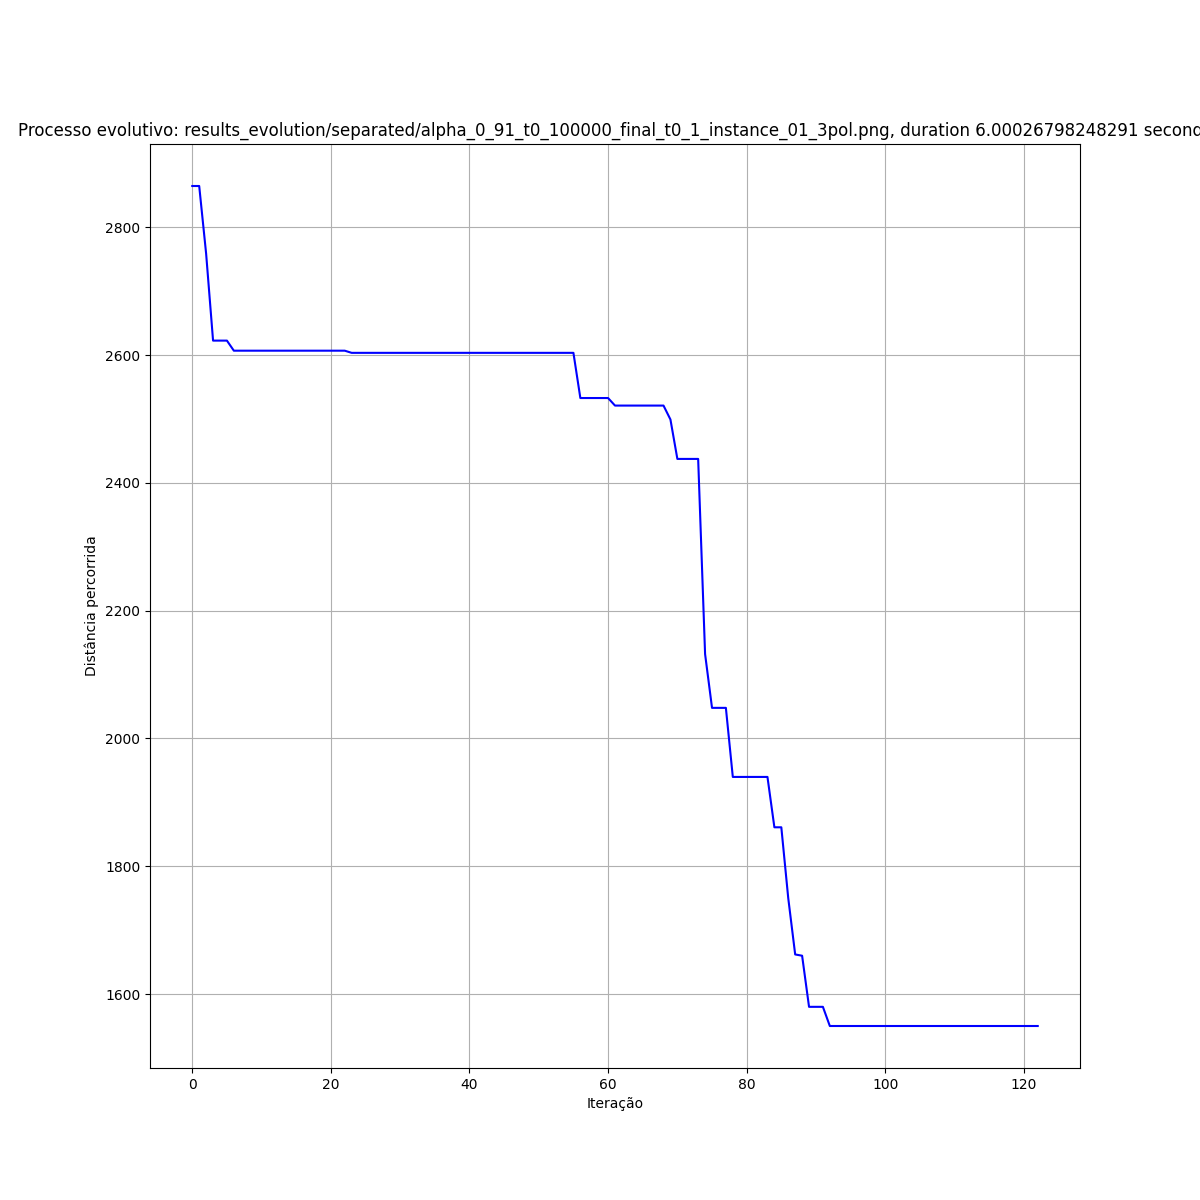 Processo evolutivo: results_evolution/separated/alpha_0_91_t0_100000_final_t0_1_instance_01_3pol.png, duration 6.00026798248291 second
2800
2600
2400
2200
2000
1800
1600
Distância percorrida
0 20 40 60 80 100 120
Iteração